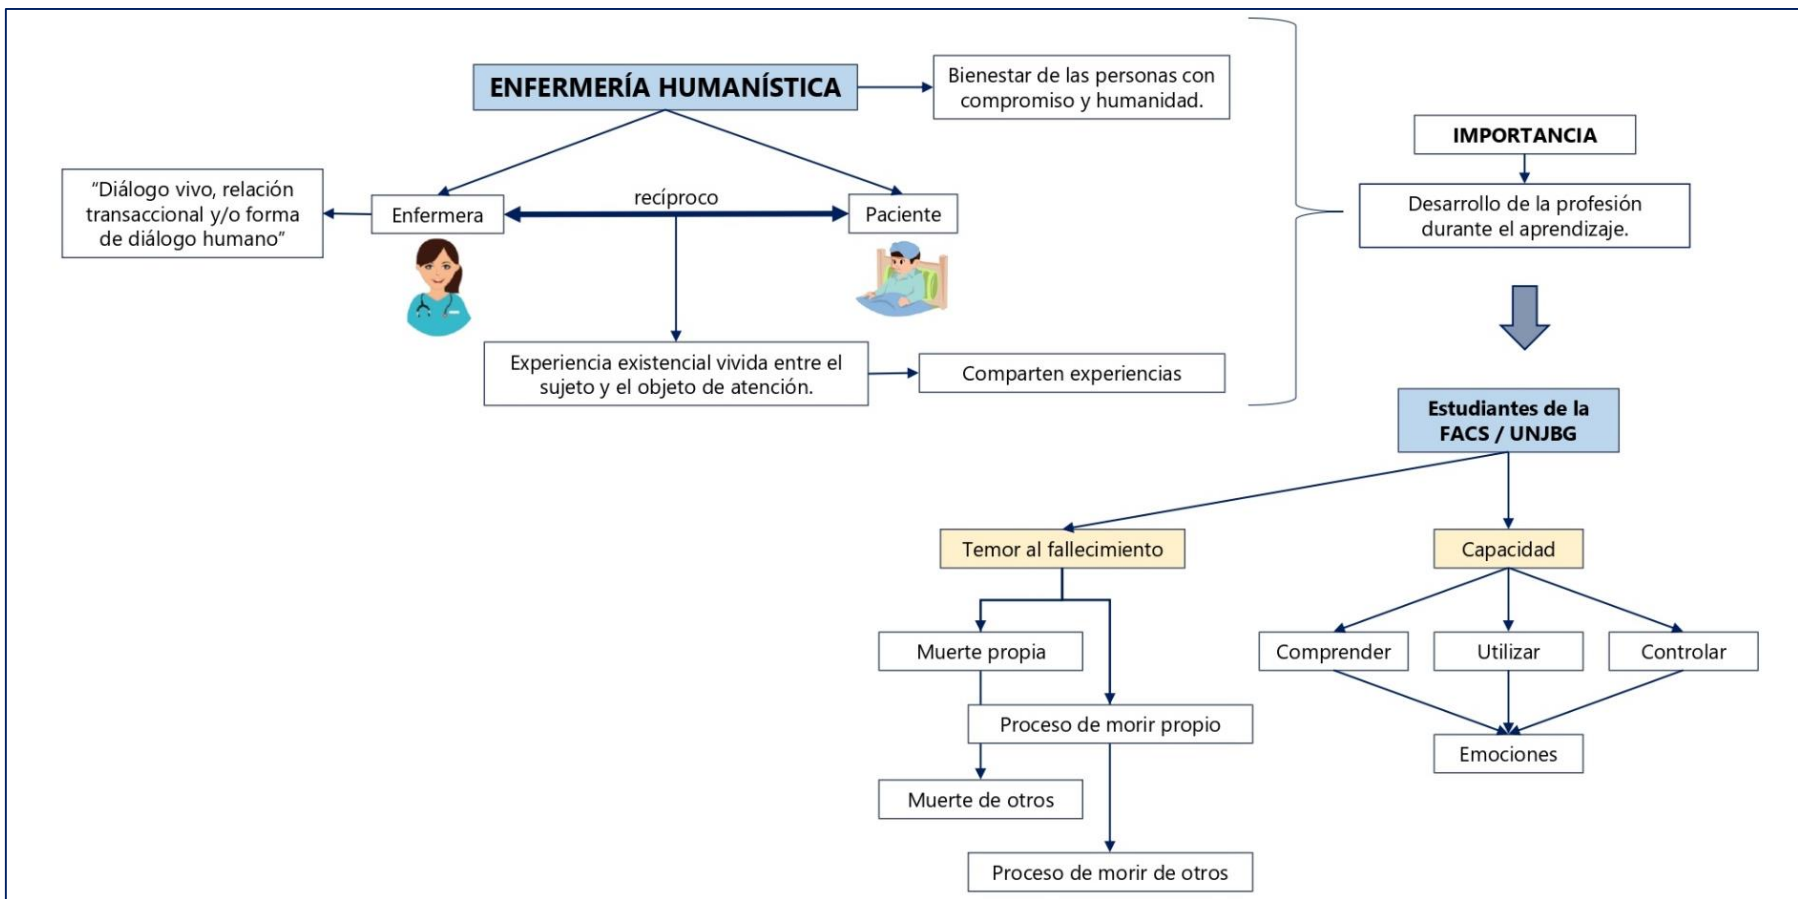 ENFERMERÍA HUMANÍSTICA
Bienestar de las personas con
compromiso y humanidad.
“Diálogo vivo, relación
transaccional y/o forma
de diálogo humano”
Enfermera
recíproco
Paciente
Experiencia existencial vivida entre el
sujeto y el objeto de atención.
Comparten experiencias
IMPORTANCIA
Desarrollo de la profesión
durante el aprendizaje.
Estudiantes de la
FACS / UNJBG
Temor al fallecimiento
Muerte propia
Proceso de morir propio
Muerte de otros
Proceso de morir de otros
Capacidad
Comprender
Utilizar
Controlar
Emociones